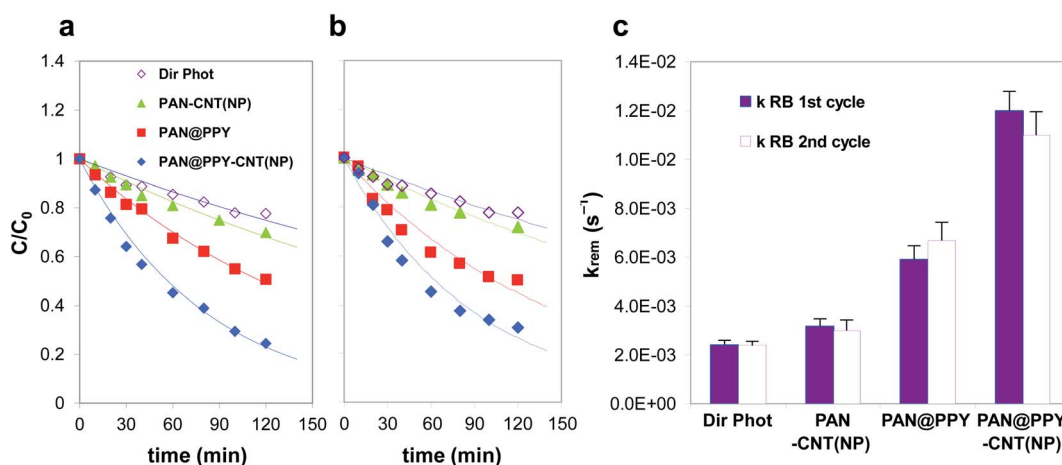 a
b
c
C/C0
1.4
1.2
1
0.8
0.6
0.4
0.2
0
Dir Phot
PAN-CNT(NP)
PAN@PPY
PAN@PPY-CNT(NP)
0 30 60 90 120 150
time (min)
0 30 60 90 120 150
time (min)
krem (s⁻¹)
1.4E-02
1.2E-02
1.0E-02
8.0E-03
6.0E-03
4.0E-03
2.0E-03
0.0E+00
k RB 1st cycle
k RB 2nd cycle
Dir Phot PAN PAN@PPY PAN@PPY
-CNT(NP) -CNT(NP)